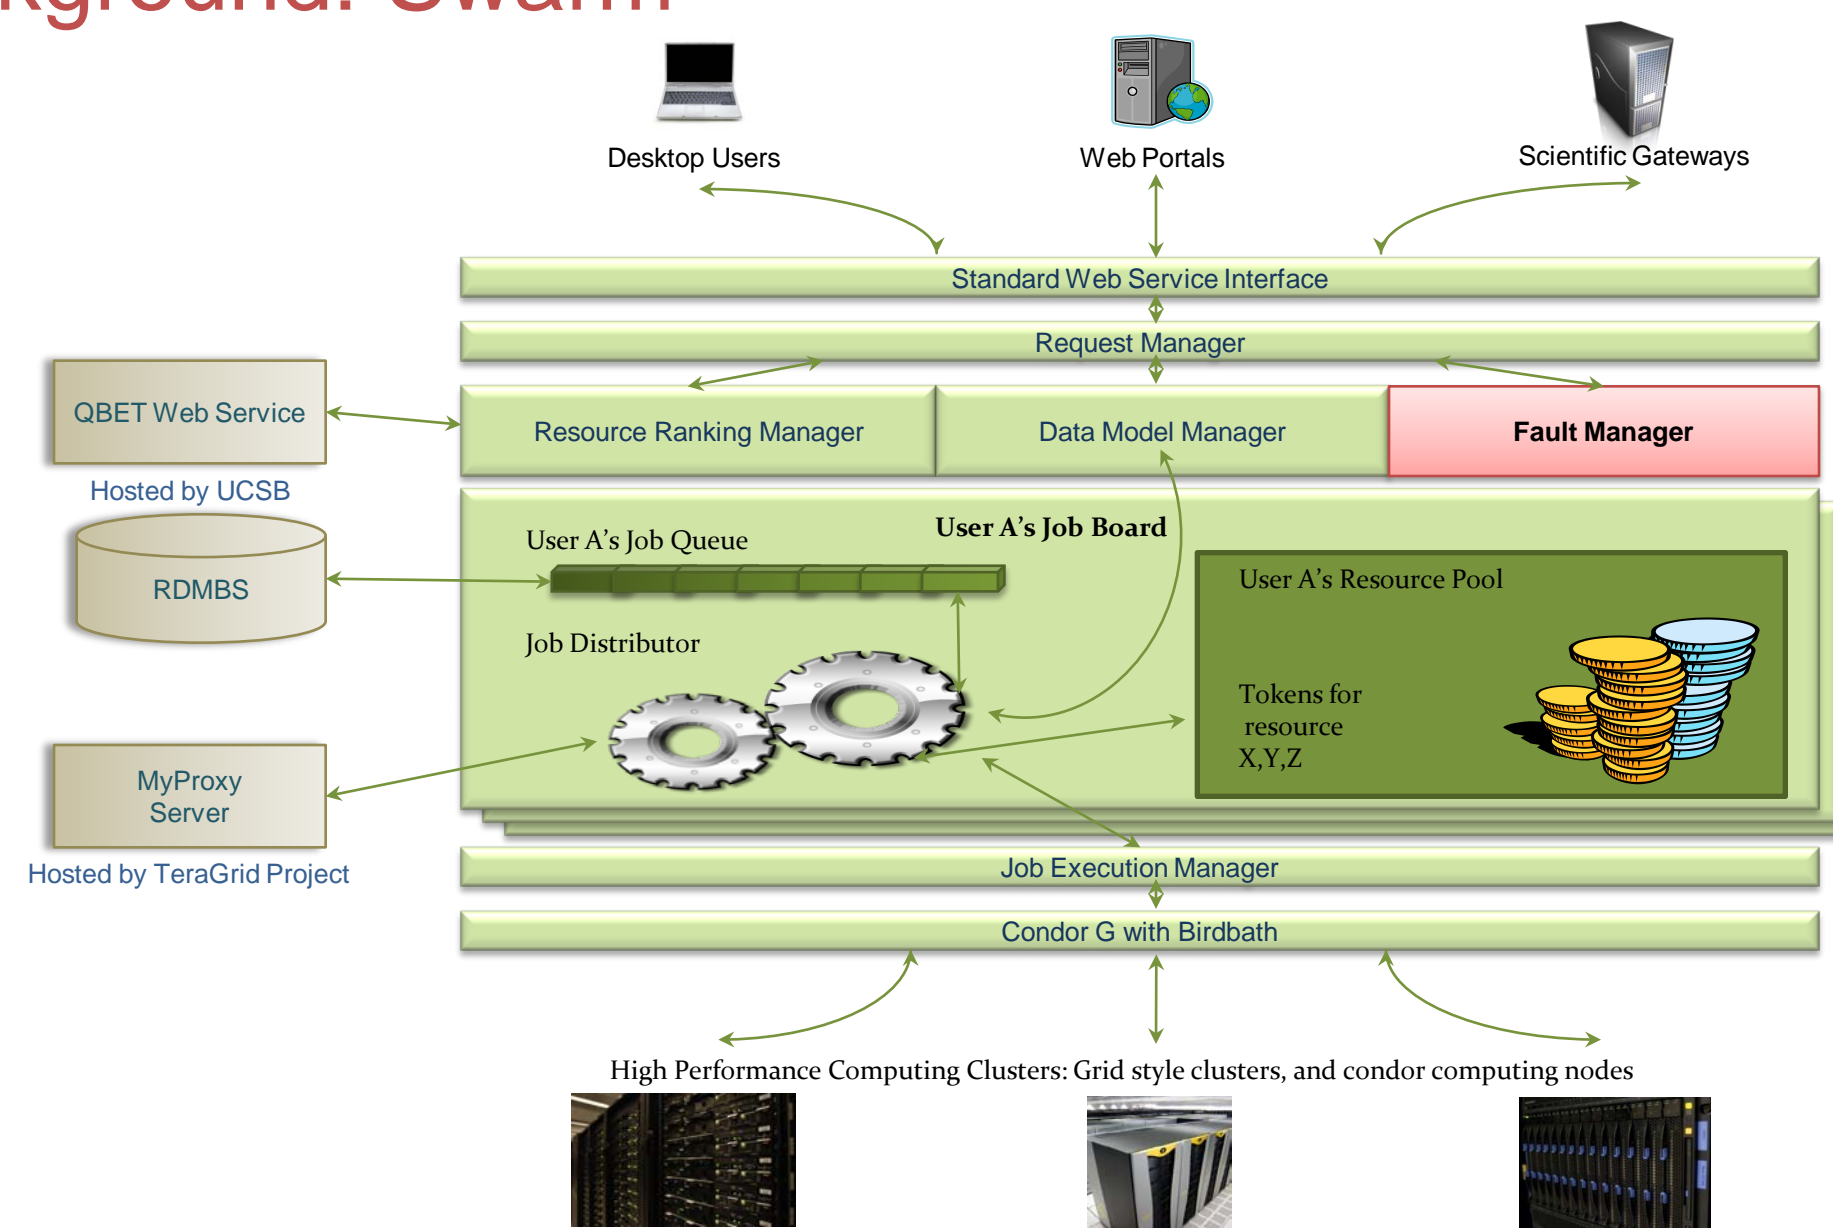 kground: Swarm
Desktop Users
Web Portals
Scientific Gateways
Standard Web Service Interface
Request Manager
QBET Web Service
Hosted by UCSB
Resource Ranking Manager
Data Model Manager
Fault Manager
User A's Job Queue
User A's Job Board
User A's Resource Pool
RDMBS
Job Distributor
Tokens for
resource
X,Y,Z
MyProxy
Server
Hosted by TeraGrid Project
Job Execution Manager
Condor G with Birdbath
High Performance Computing Clusters: Grid style clusters, and condor computing nodes